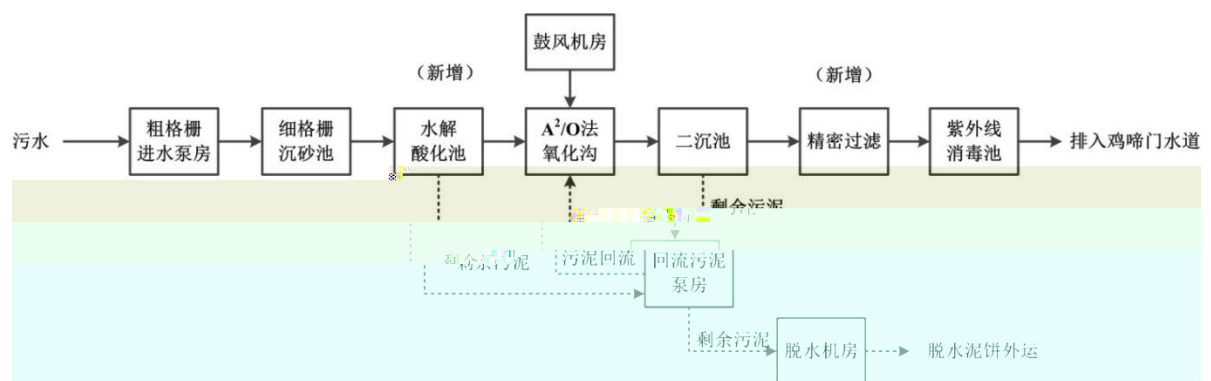 鼓风机房
（新增）
（新增）
污水
粗格栅
进水泵房
细格栅
沉砂池
水解
酸化池
A²/O法
氧化沟
二沉池
精密过滤
紫外线
消毒池
排入鸡啼门水道
剩余污泥
剩余污泥
污泥回流
回流污泥
泵房
剩余污泥
脱水机房
脱水泥饼外运